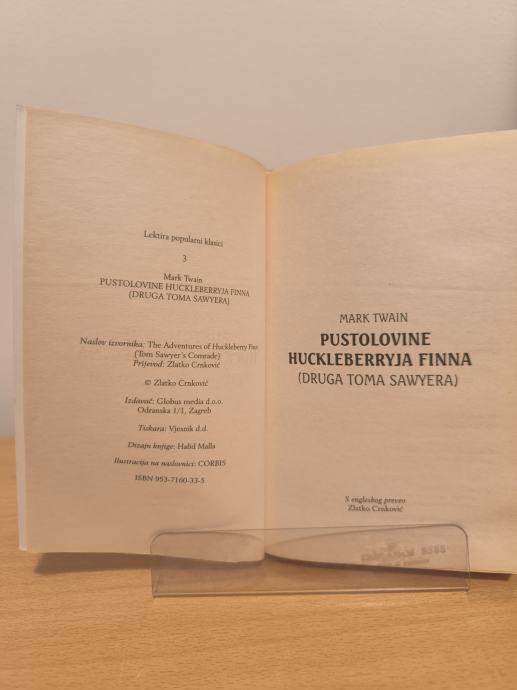 Lektira popularni klasici
3
Mark Twain
PUSTOLOVINE HUCKLEBERRYJA FINNA
(DRUGA TOMA SAWYERA)
Naslov izvornika: The Adventures of Huckleberry Finn
(Tom Sawyer's Comrade)
Prijevod: Zlatko Crnković
© Zlatko Crnković
Izdavač: Globus media d.o.o.
Odranska 1/1, Zagreb
Tiskara: Vjesnik d.d.
Dizajn knjige: Halid Malla
Ilustracija na naslovnici: CORBIS
ISBN 953-7160-33-5
MARK TWAIN
PUSTOLOVINE
HUCKLEBERRYJA FINNA
(DRUGA TOMA SAWYERA)
S engleskog preveo
Zlatko Crnković